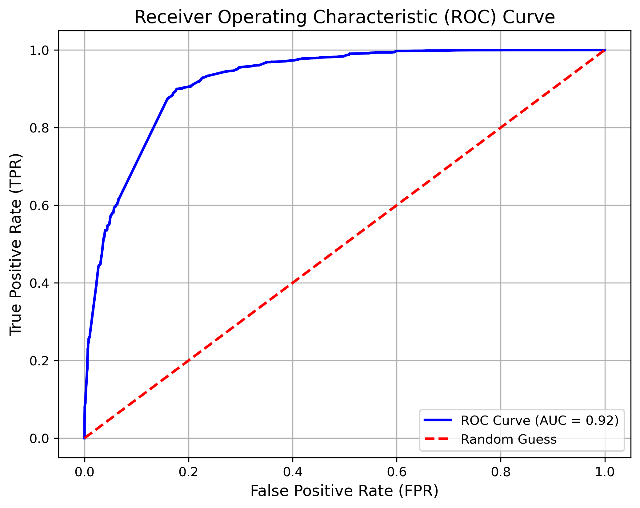 Receiver Operating Characteristic (ROC) Curve
1.0
0.8
0.6
0.4
0.2
0.0
True Positive Rate (TPR)
ROC Curve (AUC = 0.92)
Random Guess
0.0 0.2 0.4 0.6 0.8 1.0
False Positive Rate (FPR)